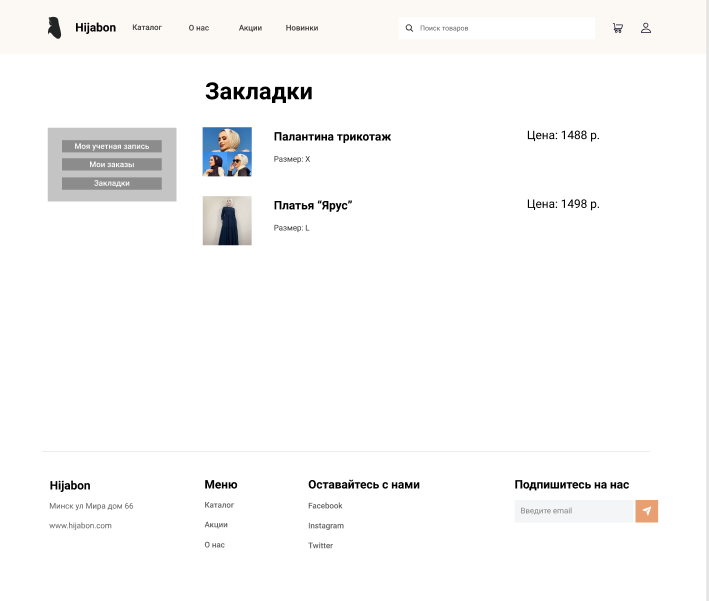 Hijabon
Каталог
О нас
Акции
Новинки
Поиск товаров
Закладки
Моя учетная запись
Мои заказы
Закладки
Палантина трикотаж
Цена: 1488 р.
Размер: X
Платья “Ярус”
Цена: 1498 р.
Размер: L
Hijabon
Минск ул Мира дом 66
www.hijabon.com
Меню
Каталог
Акции
О нас
Оставайтесь с нами
Facebook
Instagram
Twitter
Подпишитесь на нас
Введите email